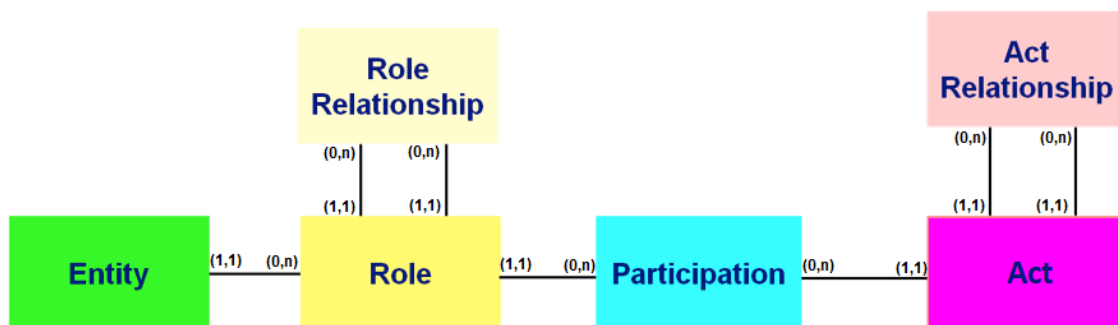 Role
Relationship
Act
Relationship
(0,n) (0,n)
(0,n) (0,n)
(1,1) (1,1)
(1,1) (1,1)
Entity
(1,1) (0,n)
Role
(1,1) (0,n)
Participation
(0,n) (1,1)
Act